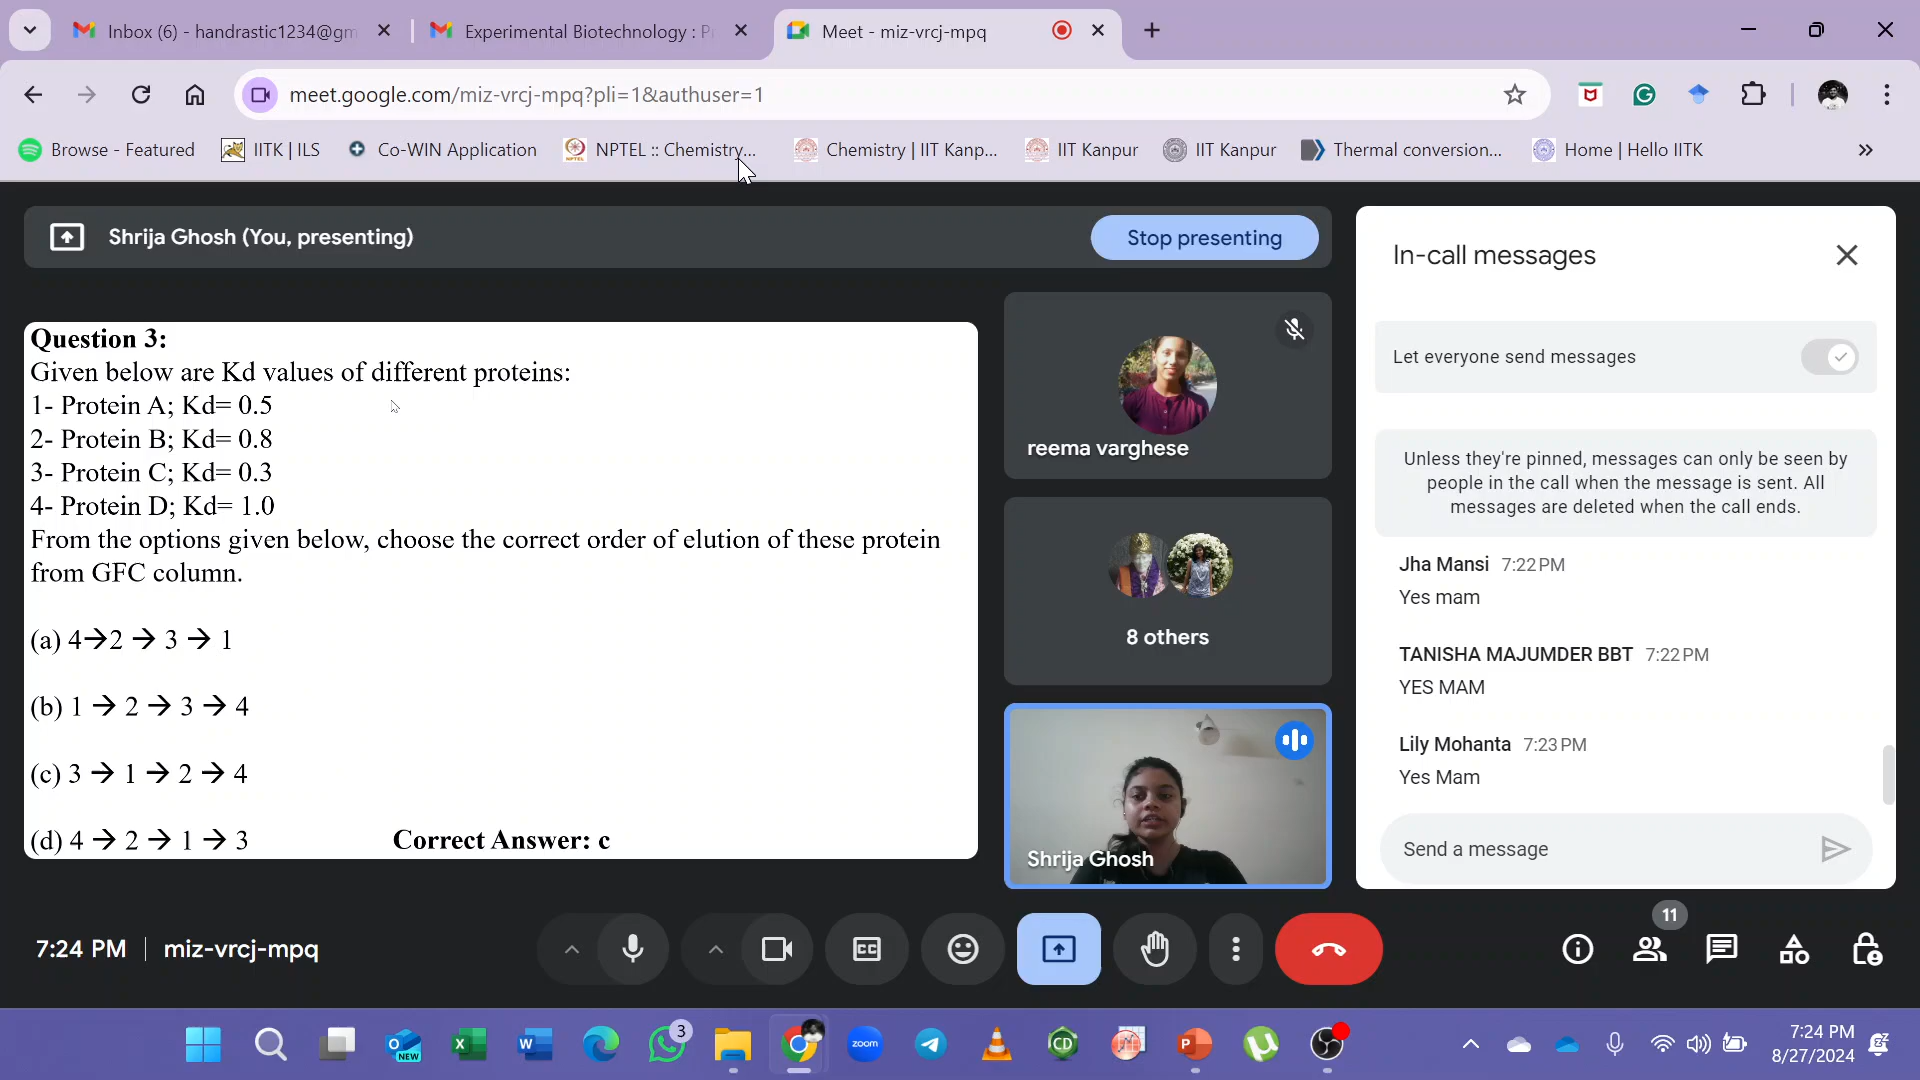 Inbox (6) - handrastic1234@gm
Experimental Biotechnology : P
Meet - miz-vrcj-mpq
meet.google.com/miz-vrcj-mpq?pli=1&authuser=1
Browse - Featured
IITK | ILS
Co-WIN Application
NPTEL :: Chemistry...
Chemistry | IIT Kanp...
IIT Kanpur
IIT Kanpur
Thermal conversion...
Home | Hello IITK
Shrija Ghosh (You, presenting)
Stop presenting
Question 3:
Given below are Kd values of different proteins:
1- Protein A; Kd= 0.5
2- Protein B; Kd= 0.8
3- Protein C; Kd= 0.3
4- Protein D; Kd= 1.0
From the options given below, choose the correct order of elution of these protein
from GFC column.
(a) 4→2 → 3 → 1
(b) 1 → 2 → 3 → 4
(c) 3 → 1 → 2 → 4
(d) 4 → 2 → 1 → 3
Correct Answer: c
reema varghese
8 others
Shrija Ghosh
In-call messages
Let everyone send messages
Unless they're pinned, messages can only be seen by
people in the call when the message is sent. All
messages are deleted when the call ends.
Jha Mansi 7:22 PM
Yes mam
TANISHA MAJUMDER BBT 7:22 PM
YES MAM
Lily Mohanta 7:23 PM
Yes Mam
Send a message
7:24 PM
miz-vrcj-mpq
CC
11
NEW
3
zoom
7:24 PM
8/27/2024